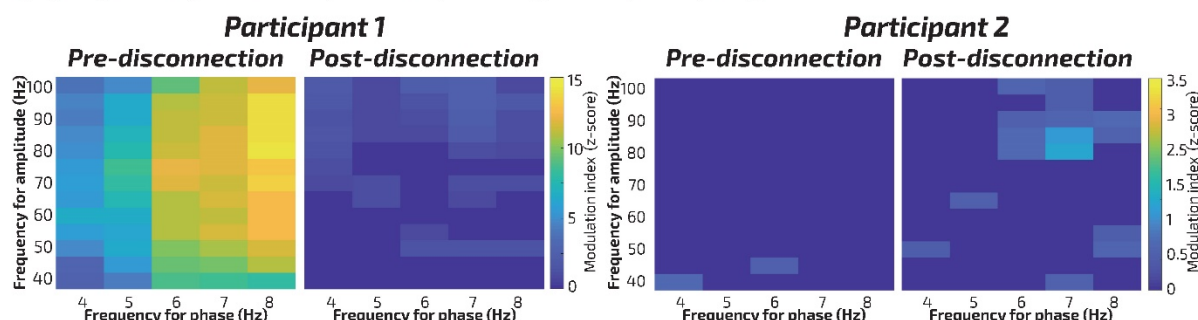 Participant 1
Pre-disconnection
Post-disconnection
Frequency for amplitude (Hz)
100
90
80
70
60
50
40
4 5 6 7 8
Frequency for phase (Hz)
4 5 6 7 8
Frequency for phase (Hz)
15
10
5
0
Modulation index (z-score)
Participant 2
Pre-disconnection
Post-disconnection
Frequency for amplitude (Hz)
100
90
80
70
60
50
40
4 5 6 7 8
Frequency for phase (Hz)
4 5 6 7 8
Frequency for phase (Hz)
3.5
3
2.5
2
1.5
1
0.5
0
Modulation index (z-score)